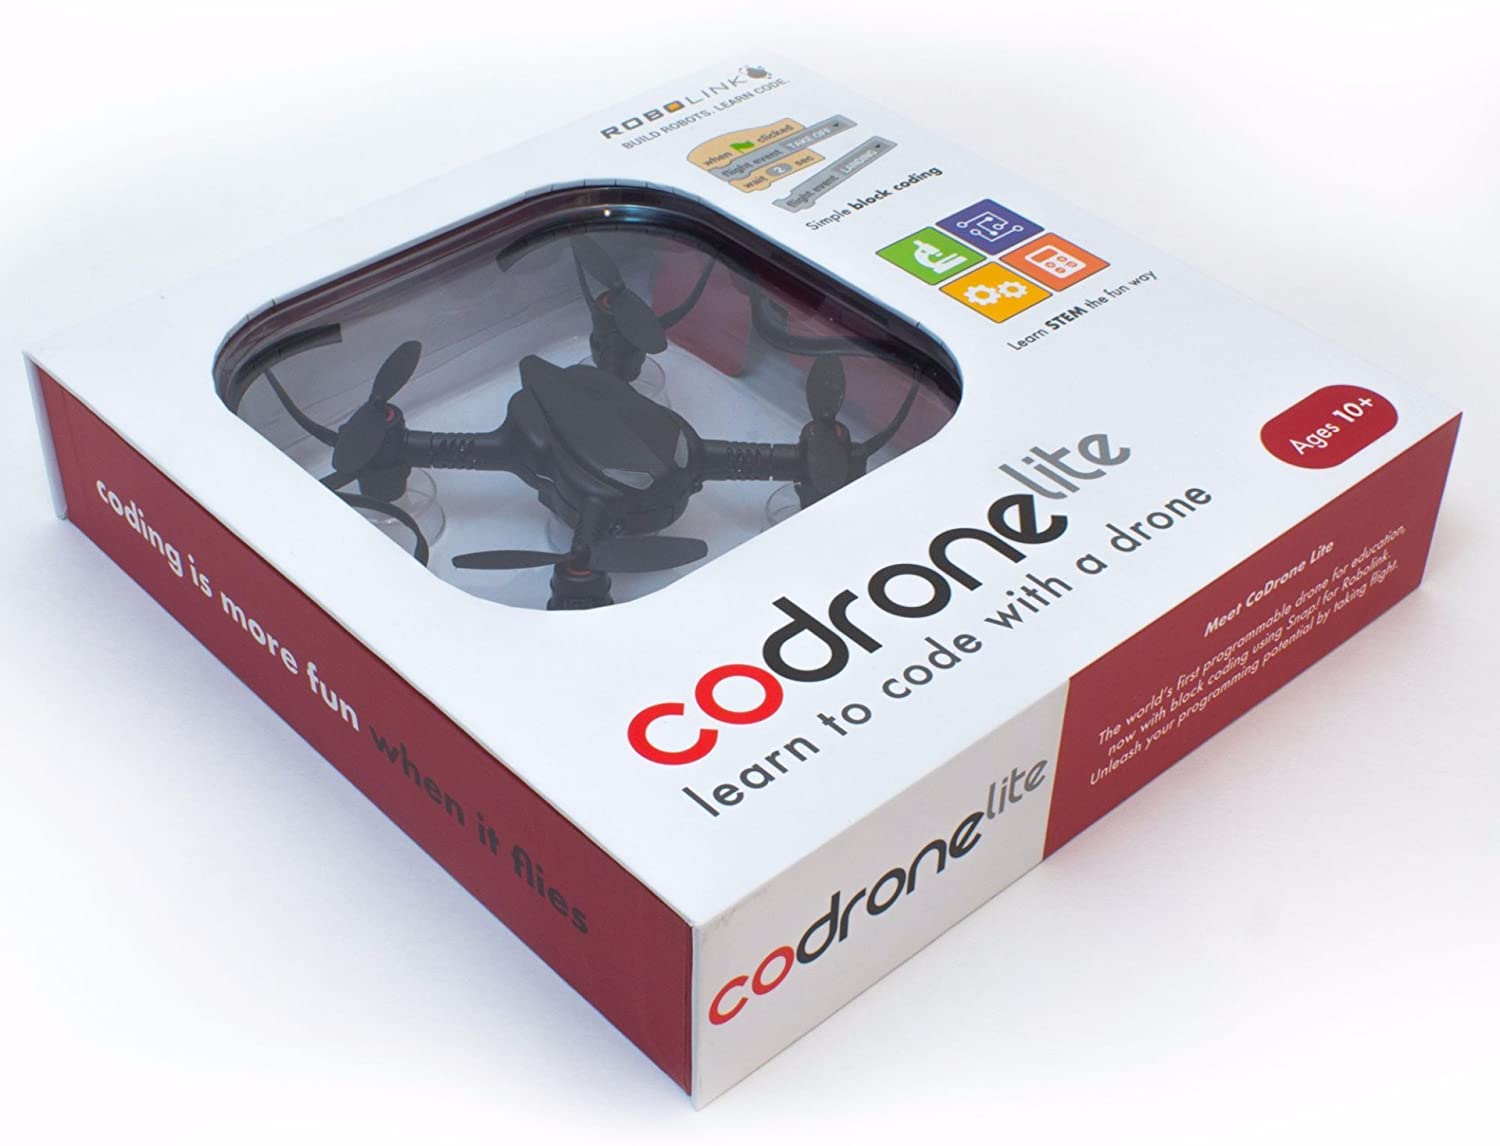 ROBOLINK
BUILD ROBOTS. LEARN CODE.
when clicked
flight event TAKE OFF
wait 2 sec
flight event LANDING
Simple block coding
Learn STEM the fun way
Ages 10+
codronelite
learn to code with a drone
coding is more fun when it flies
codronelite
Meet CoDrone Lite
The world's first programmable drone for education,
now with block coding using Snap! for Robolink.
Unleash your programming potential by taking flight.